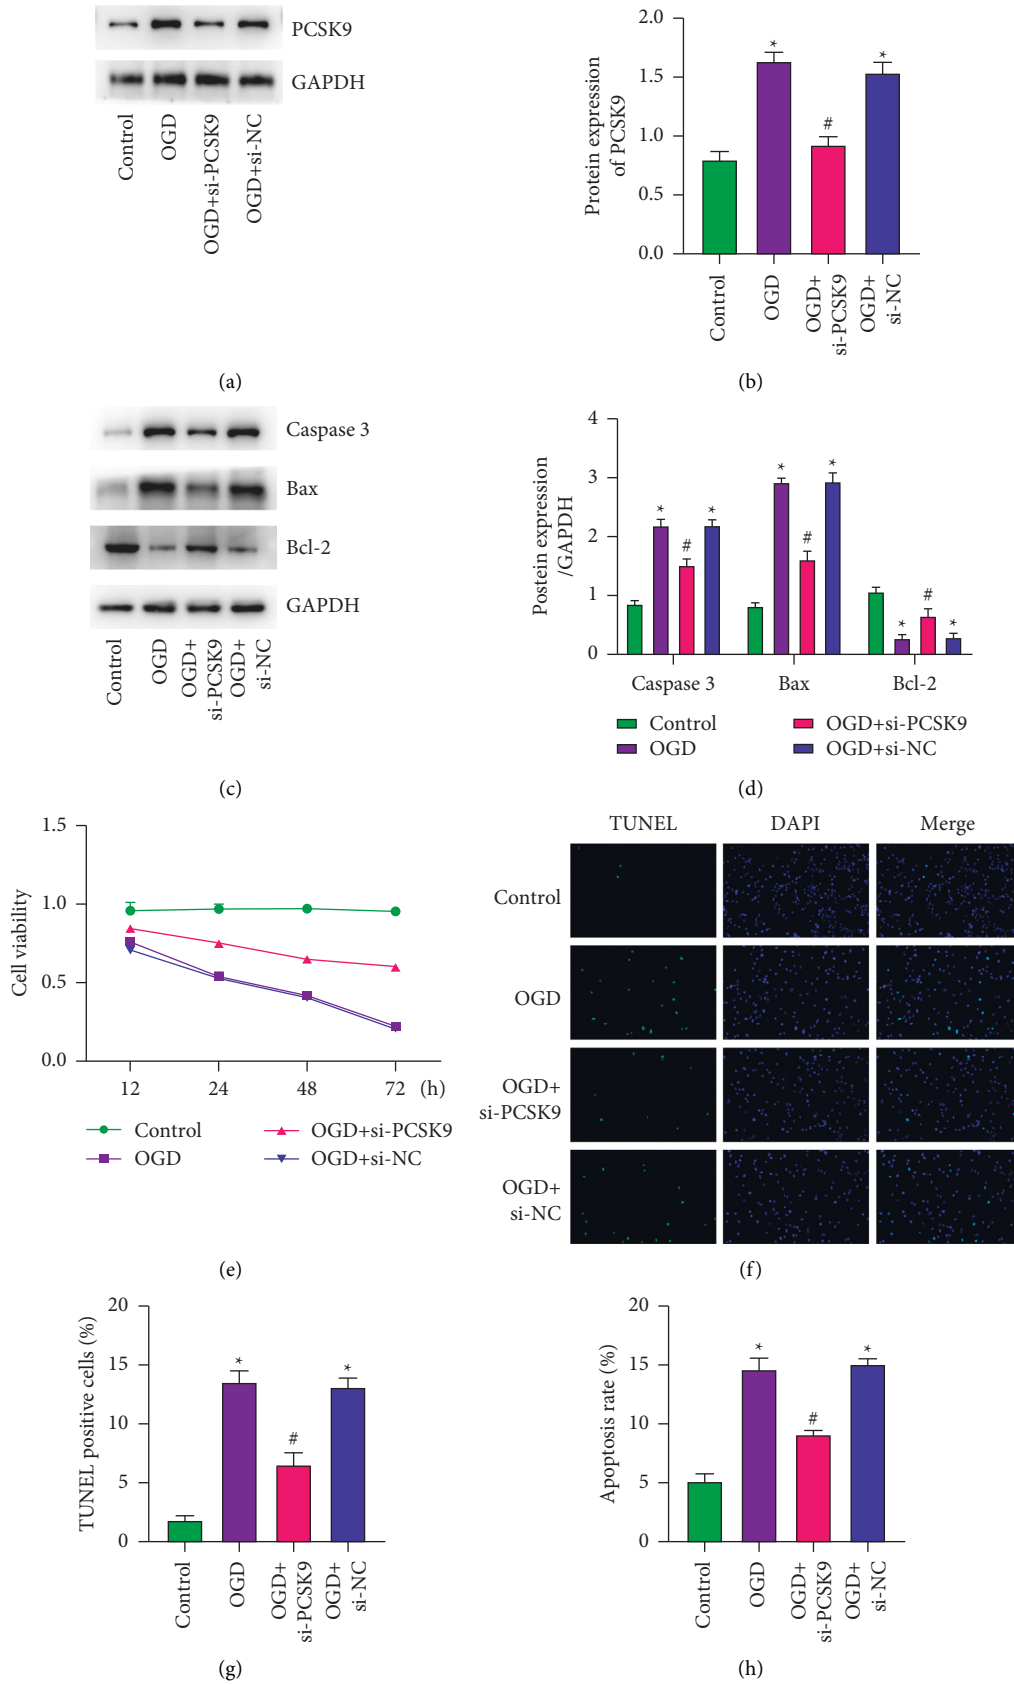 PCSK9
GAPDH
Control
OGD
OGD+si-PCSK9
OGD+si-NC
(a)
Protein expression
of PCSK9
2.0
1.5
1.0
0.5
0.0
*
#
*
Control
OGD
OGD+
si-PCSK9
OGD+
si-NC
(b)
Caspase 3
Bax
Bcl-2
GAPDH
Control
OGD
OGD+
si-PCSK9
OGD+
si-NC
(c)
Postein expression
/GAPDH
4
3
2
1
0
*
#
*
*
#
*
*
#
*
Caspase 3 Bax Bcl-2
Control OGD+si-PCSK9
OGD OGD+si-NC
(d)
Cell viability
1.5
1.0
0.5
0.0
12 24 48 72 (h)
Control OGD+si-PCSK9
OGD OGD+si-NC
(e)
TUNEL DAPI Merge
Control
OGD
OGD+
si-PCSK9
OGD+
si-NC
(f)
TUNEL positive cells (%)
20
15
10
5
0
*
#
*
Control
OGD
OGD+
si-PCSK9
OGD+
si-NC
(g)
Apoptosis rate (%)
20
15
10
5
0
*
#
*
Control
OGD
OGD+
si-PCSK9
OGD+
si-NC
(h)